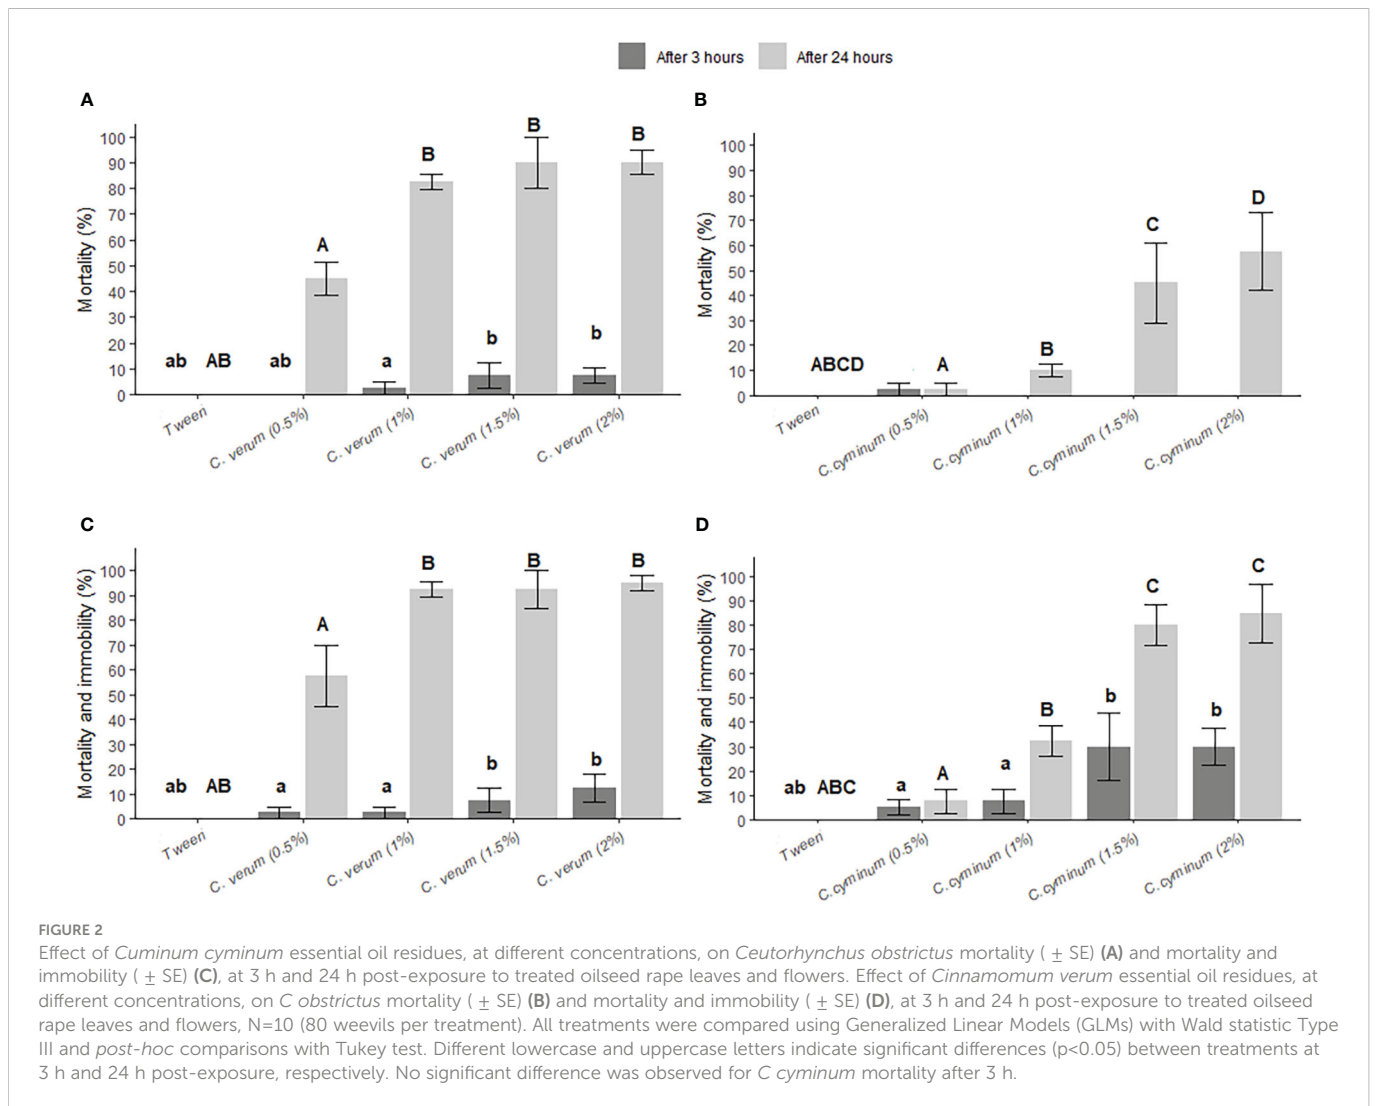 After 3 hours After 24 hours
A
Mortality (%)
100
90
80
70
60
50
40
30
20
10
0
ab AB ab A a B b B b B
Tween C. verum (0.5%) C. verum (1%) C. verum (1.5%) C. verum (2%)
B
Mortality (%)
100
90
80
70
60
50
40
30
20
10
0
ABCD A B C D
Tween C.cyminum (0.5%) C.cyminum (1%) C.cyminum (1.5%) C.cyminum (2%)
C
Mortality and immobility (%)
100
90
80
70
60
50
40
30
20
10
0
ab AB a A a B b B b B
Tween C. verum (0.5%) C. verum (1%) C. verum (1.5%) C. verum (2%)
D
Mortality and immobility (%)
100
90
80
70
60
50
40
30
20
10
0
ab ABC a A a B b C b C
Tween C.cyminum (0.5%) C.cyminum (1%) C.cyminum (1.5%) C.cyminum (2%)
FIGURE 2
Effect of Cuminum cyminum essential oil residues, at different concentrations, on Ceutorhynchus obstrictus mortality ( ± SE) (A) and mortality and
immobility ( ± SE) (C), at 3 h and 24 h post-exposure to treated oilseed rape leaves and flowers. Effect of Cinnamomum verum essential oil residues, at
different concentrations, on C obstrictus mortality ( ± SE) (B) and mortality and immobility ( ± SE) (D), at 3 h and 24 h post-exposure to treated oilseed
rape leaves and flowers, N=10 (80 weevils per treatment). All treatments were compared using Generalized Linear Models (GLMs) with Wald statistic Type
III and post-hoc comparisons with Tukey test. Different lowercase and uppercase letters indicate significant differences (p<0.05) between treatments at
3 h and 24 h post-exposure, respectively. No significant difference was observed for C cyminum mortality after 3 h.